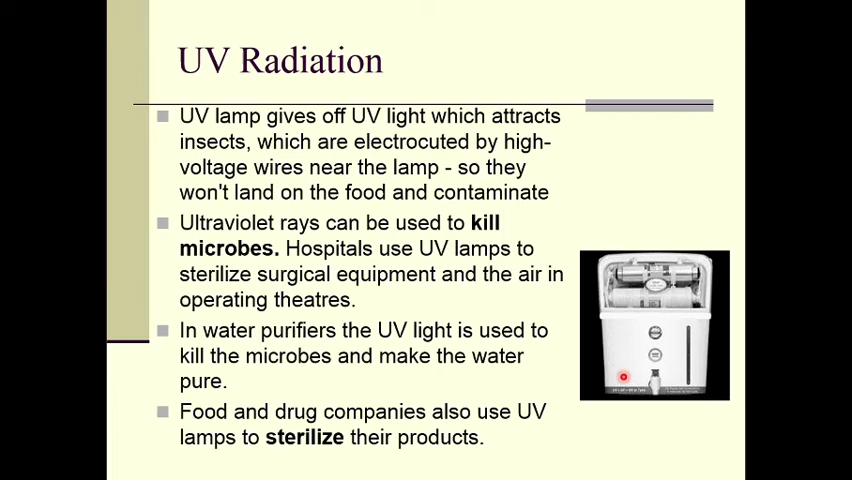 UV Radiation
UV lamp gives off UV light which attracts
insects, which are electrocuted by high-
voltage wires near the lamp - so they
won't land on the food and contaminate
Ultraviolet rays can be used to kill
microbes. Hospitals use UV lamps to
sterilize surgical equipment and the air in
operating theatres.
In water purifiers the UV light is used to
kill the microbes and make the water
pure.
Food and drug companies also use UV
lamps to sterilize their products.